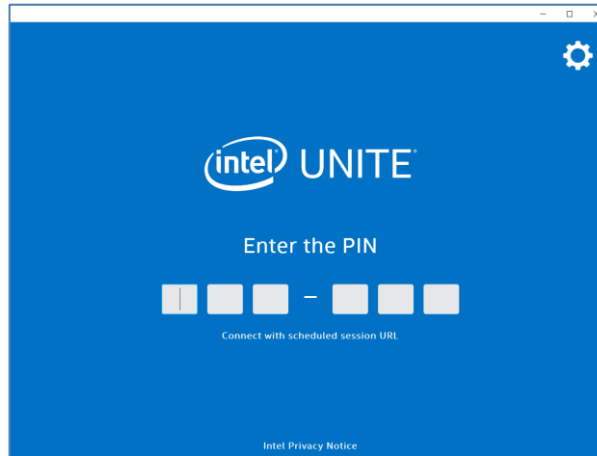 intel UNITE
Enter the PIN
–
Connect with scheduled session URL
Intel Privacy Notice